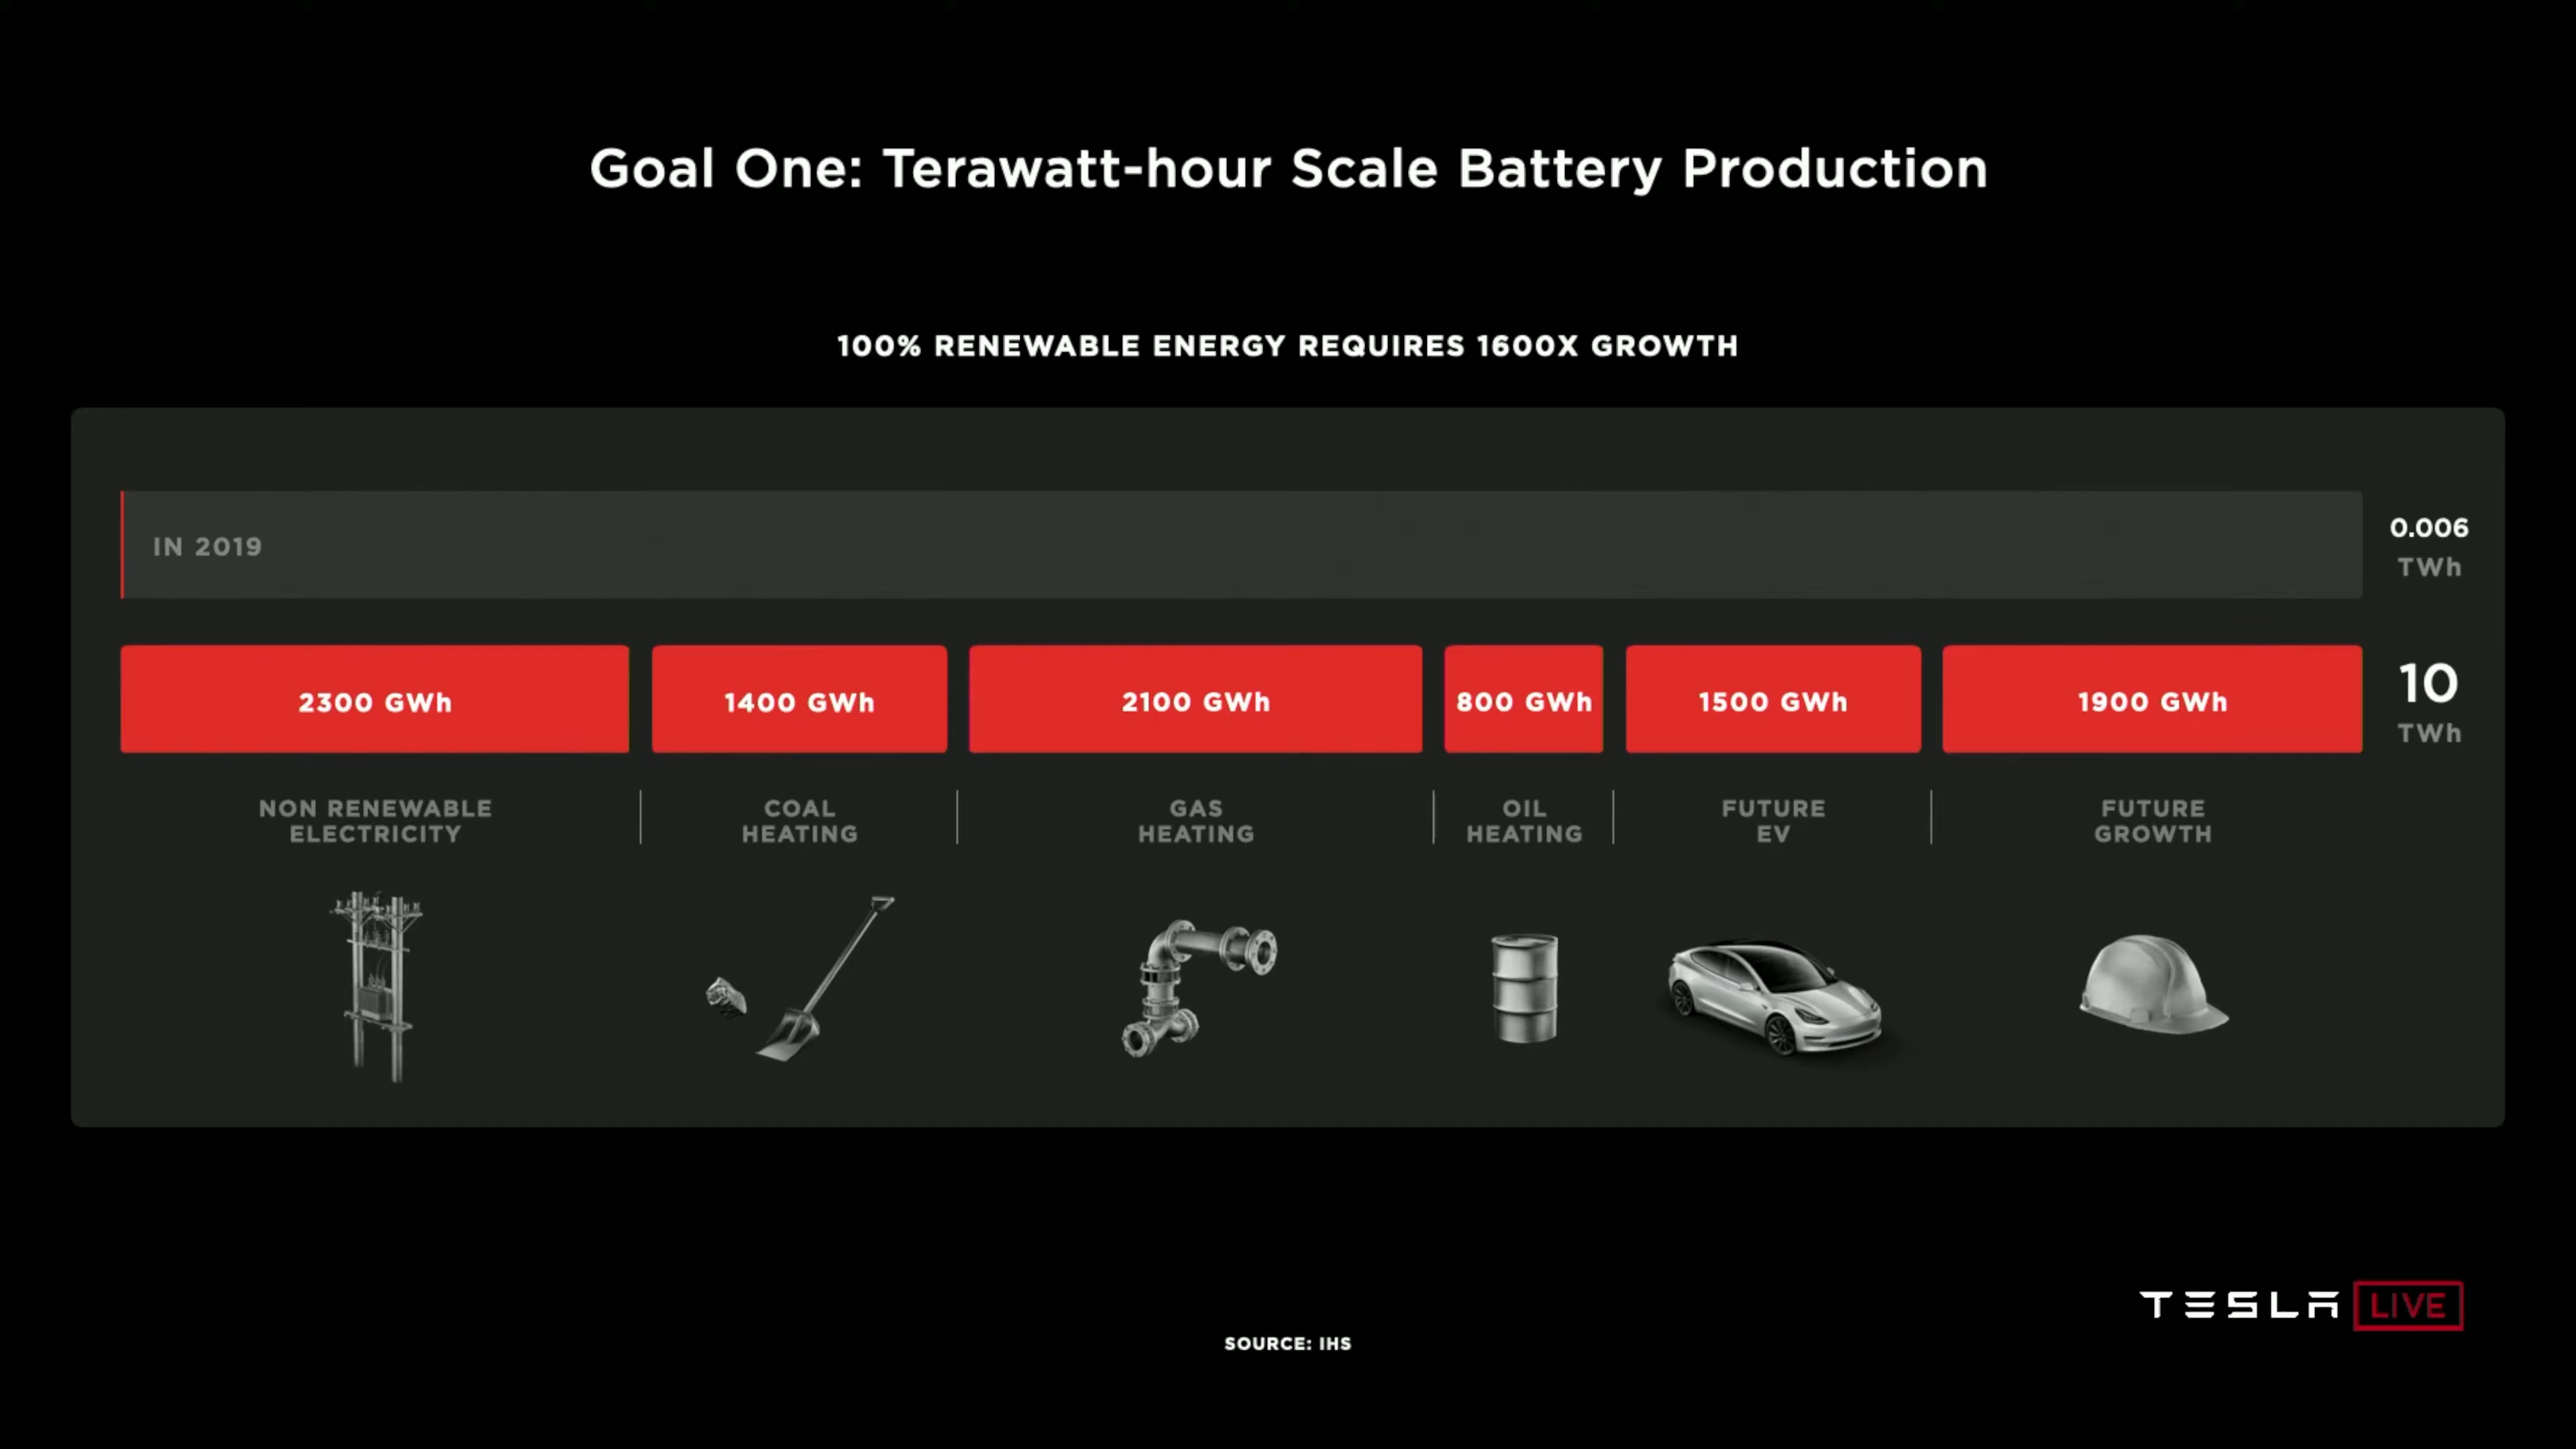 Goal One: Terawatt-hour Scale Battery Production
100% RENEWABLE ENERGY REQUIRES 1600X GROWTH
IN 2019
0.006
TWh
2300 GWh
1400 GWh
2100 GWh
800 GWh
1500 GWh
1900 GWh
10
TWh
NON RENEWABLE
ELECTRICITY
COAL
HEATING
GAS
HEATING
OIL
HEATING
FUTURE
EV
FUTURE
GROWTH
TESLA LIVE
SOURCE: IHS